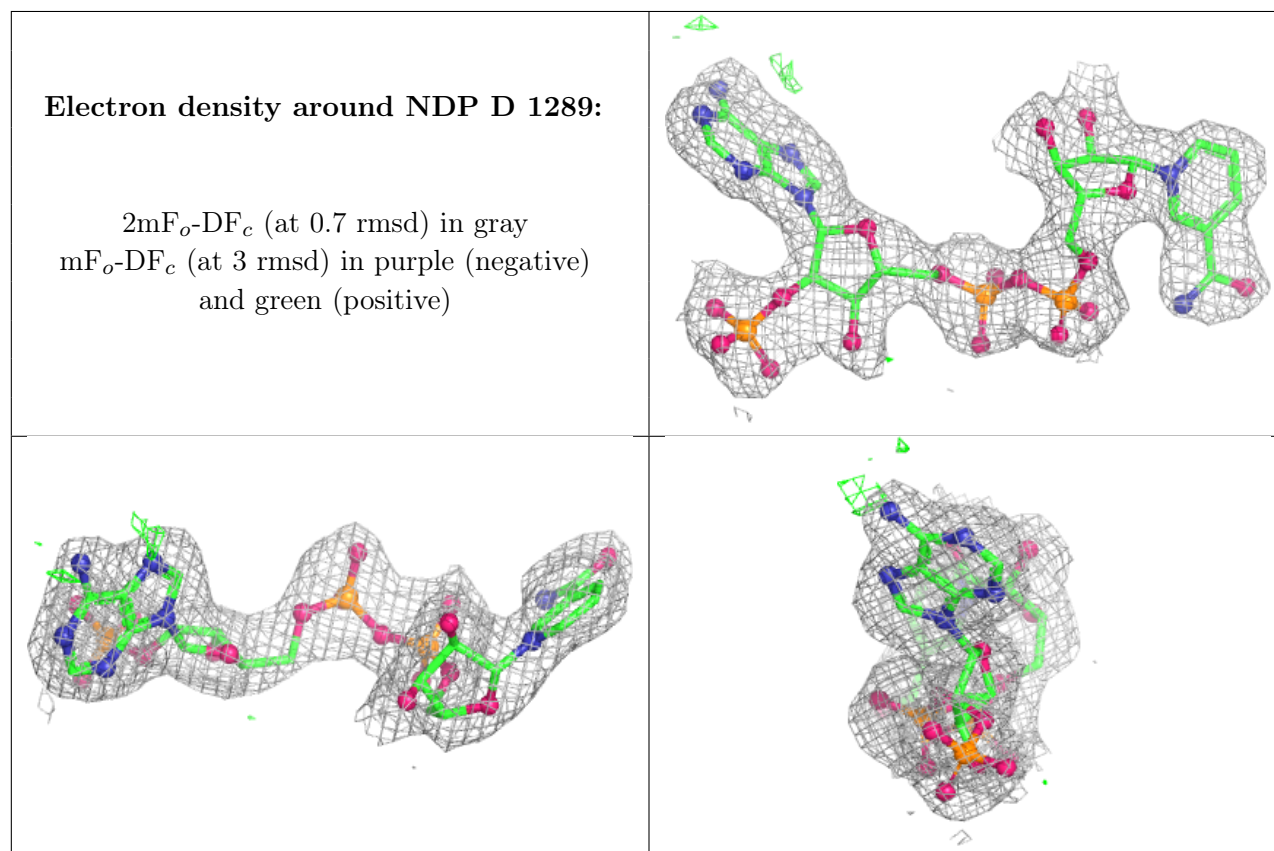 Electron density around NDP D 1289:
2mFo-DFc (at 0.7 rmsd) in gray
mFo-DFc (at 3 rmsd) in purple (negative)
and green (positive)